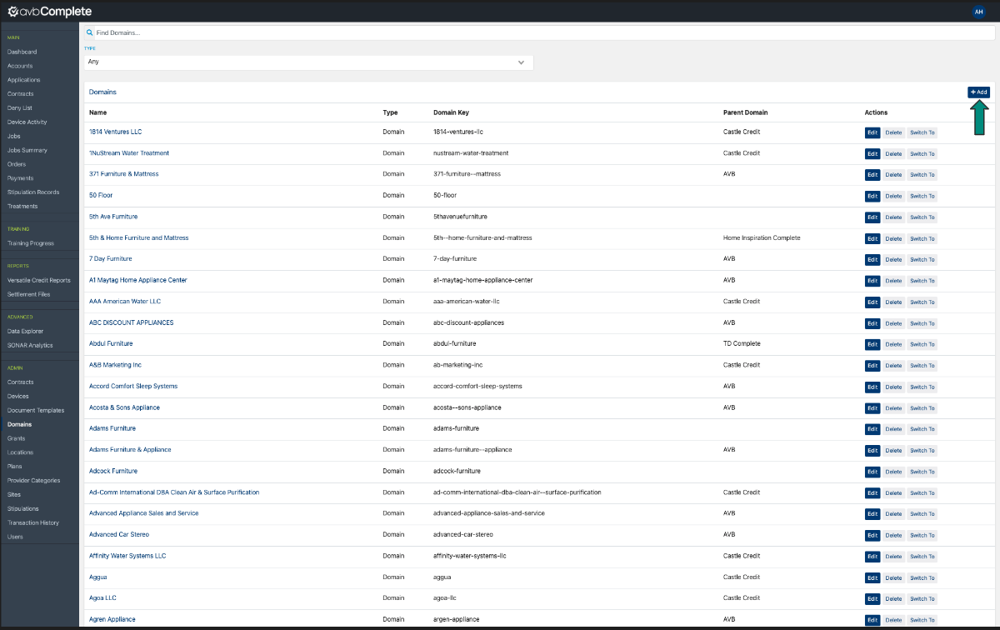 avbComplete
AH
MAIN
Dashboard
Accounts
Applications
Contracts
Deny List
Device Activity
Jobs
Jobs Summary
Orders
Payments
Stipulation Records
Treatments
TRAINING
Training Progress
REPORTS
Versatile Credit Reports
Settlement Files
ADVANCED
Data Explorer
SONAR Analytics
ADMIN
Contracts
Devices
Document Templates
Domains
Grants
Locations
Plans
Provider Categories
Sites
Stipulations
Transaction History
Users
Find Domains...
TYPE
Any
Domains + Add
Name Type Domain Key Parent Domain Actions
1814 Ventures LLC Domain 1814-ventures-llc Castle Credit Edit Delete Switch To
1NuStream Water Treatment Domain nustream-water-treatment Castle Credit Edit Delete Switch To
371 Furniture & Mattress Domain 371-furniture--mattress AVB Edit Delete Switch To
50 Floor Domain 50-floor Edit Delete Switch To
5th Ave Furniture Domain 5thavenuefurniture Edit Delete Switch To
5th & Home Furniture and Mattress Domain 5th--home-furniture-and-mattress Home Inspiration Complete Edit Delete Switch To
7 Day Furniture Domain 7-day-furniture AVB Edit Delete Switch To
A1 Maytag Home Appliance Center Domain a1-maytag-home-appliance-center AVB Edit Delete Switch To
AAA American Water LLC Domain aaa-american-water-llc Castle Credit Edit Delete Switch To
ABC DISCOUNT APPLIANCES Domain abc-discount-appliances AVB Edit Delete Switch To
Abdul Furniture Domain abdul-furniture TD Complete Edit Delete Switch To
A&B Marketing Inc Domain ab-marketing-inc Castle Credit Edit Delete Switch To
Accord Comfort Sleep Systems Domain accord-comfort-sleep-systems AVB Edit Delete Switch To
Acosta & Sons Appliance Domain acosta--sons-appliance AVB Edit Delete Switch To
Adams Furniture Domain adams-furniture Edit Delete Switch To
Adams Furniture & Appliance Domain adams-furniture--appliance AVB Edit Delete Switch To
Adcock Furniture Domain adcock-furniture Edit Delete Switch To
Ad-Comm International DBA Clean Air & Surface Purification Domain ad-comm-international-dba-clean-air--surface-purification Castle Credit Edit Delete Switch To
Advanced Appliance Sales and Service Domain advanced-appliance-sales-and-service AVB Edit Delete Switch To
Advanced Car Stereo Domain advanced-car-stereo AVB Edit Delete Switch To
Affinity Water Systems LLC Domain affinity-water-systems-llc Castle Credit Edit Delete Switch To
Aggua Domain aggua Castle Credit Edit Delete Switch To
Agoa LLC Domain agoa-llc Castle Credit Edit Delete Switch To
Agren Appliance Domain argen-appliance AVB Edit Delete Switch To